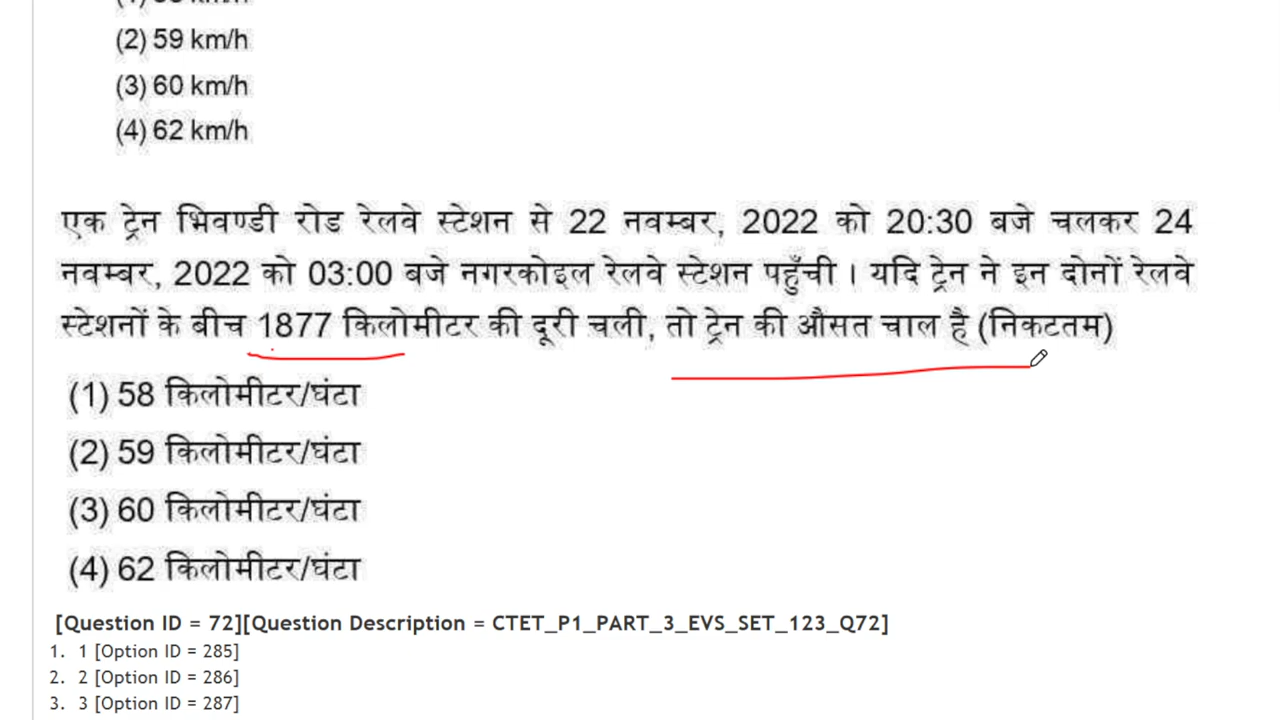 (2) 59 km/h
(3) 60 km/h
(4) 62 km/h
एक ट्रेन भिवण्डी रोड रेलवे स्टेशन से 22 नवम्बर, 2022 को 20:30 बजे चलकर 24
नवम्बर, 2022 को 03:00 बजे नगरकोइल रेलवे स्टेशन पहुँची । यदि ट्रेन ने इन दोनों रेलवे
स्टेशनों के बीच 1877 किलोमीटर की दूरी चली, तो ट्रेन की औसत चाल है (निकटतम)
(1) 58 किलोमीटर/घंटा
(2) 59 किलोमीटर/घंटा
(3) 60 किलोमीटर/घंटा
(4) 62 किलोमीटर/घंटा
[Question ID = 72][Question Description = CTET_P1_PART_3_EVS_SET_123_Q72]
1. 1 [Option ID = 285]
2. 2 [Option ID = 286]
3. 3 [Option ID = 287]